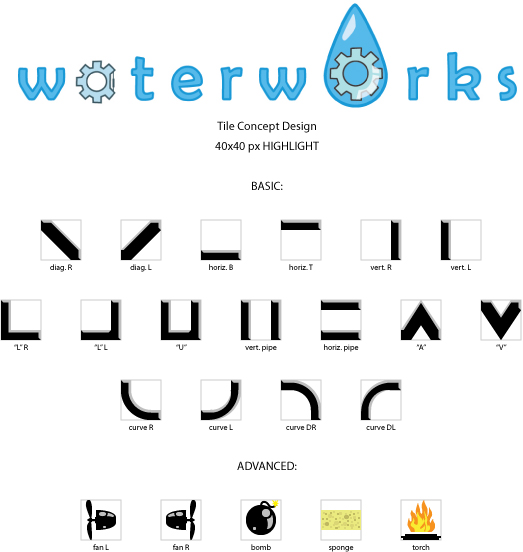 waterworks
Tile Concept Design
40x40 px HIGHLIGHT
BASIC:
diag. R diag. L horiz. B horiz. T vert. R vert. L
"L" R "L" L "U" vert. pipe horiz. pipe "A" "V"
curve R curve L curve DR curve DL
ADVANCED:
fan L fan R bomb sponge torch